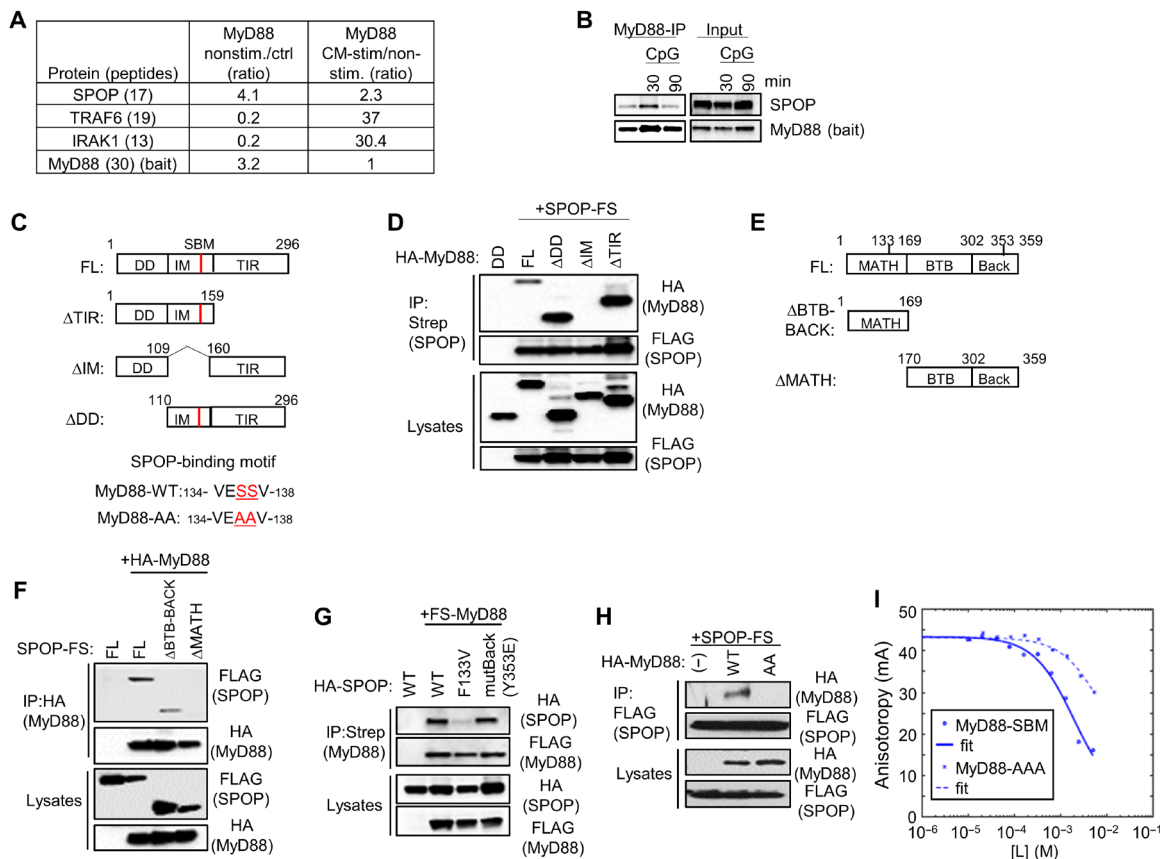 A
Protein (peptides)
MyD88 nonstim./ctrl (ratio)
MyD88 CM-stim/non-stim. (ratio)
SPOP (17) 4.1 2.3
TRAF6 (19) 0.2 37
IRAK1 (13) 0.2 30.4
MyD88 (30) (bait) 3.2 1
B
MyD88-IP Input
CpG CpG
30 90 30 90 min
SPOP
MyD88 (bait)
C
1 SBM 296
FL: DD IM TIR
159
ΔTIR: DD IM
109 160
ΔIM: DD TIR
110 296
ΔDD: IM TIR
SPOP-binding motif
MyD88-WT:134- VESSV-138
MyD88-AA: 134-VEAAV-138
D
+SPOP-FS
HA-MyD88: DD FL ΔDD ΔIM ΔTIR
IP:
Strep
(SPOP)
HA
(MyD88)
FLAG
(SPOP)
Lysates
HA
(MyD88)
FLAG
(SPOP)
E
1 133 169 302 353 359
FL: MATH BTB Back
1 169
ΔBTB-
BACK: MATH
170 302 359
ΔMATH: BTB Back
F
+HA-MyD88
SPOP-FS: FL FL ΔBTB-BACK ΔMATH
IP:HA
(MyD88)
FLAG
(SPOP)
HA
(MyD88)
Lysates
FLAG
(SPOP)
HA
(MyD88)
G
+FS-MyD88
HA-SPOP: WT WT F133V mutBack (Y353E)
IP:Strep
(MyD88)
HA
(SPOP)
FLAG
(MyD88)
Lysates
HA
(SPOP)
FLAG
(MyD88)
H
+SPOP-FS
HA-MyD88: (-) WT AA
IP:
FLAG
(SPOP)
HA
(MyD88)
FLAG
(SPOP)
Lysates
HA
(MyD88)
FLAG
(SPOP)
I
Anisotoropy (mA)
50
40
30
20
10
0
MyD88-SBM
fit
MyD88-AAA
fit
10⁻⁶ 10⁻⁵ 10⁻⁴ 10⁻³ 10⁻² 10⁻¹
[L] (M)